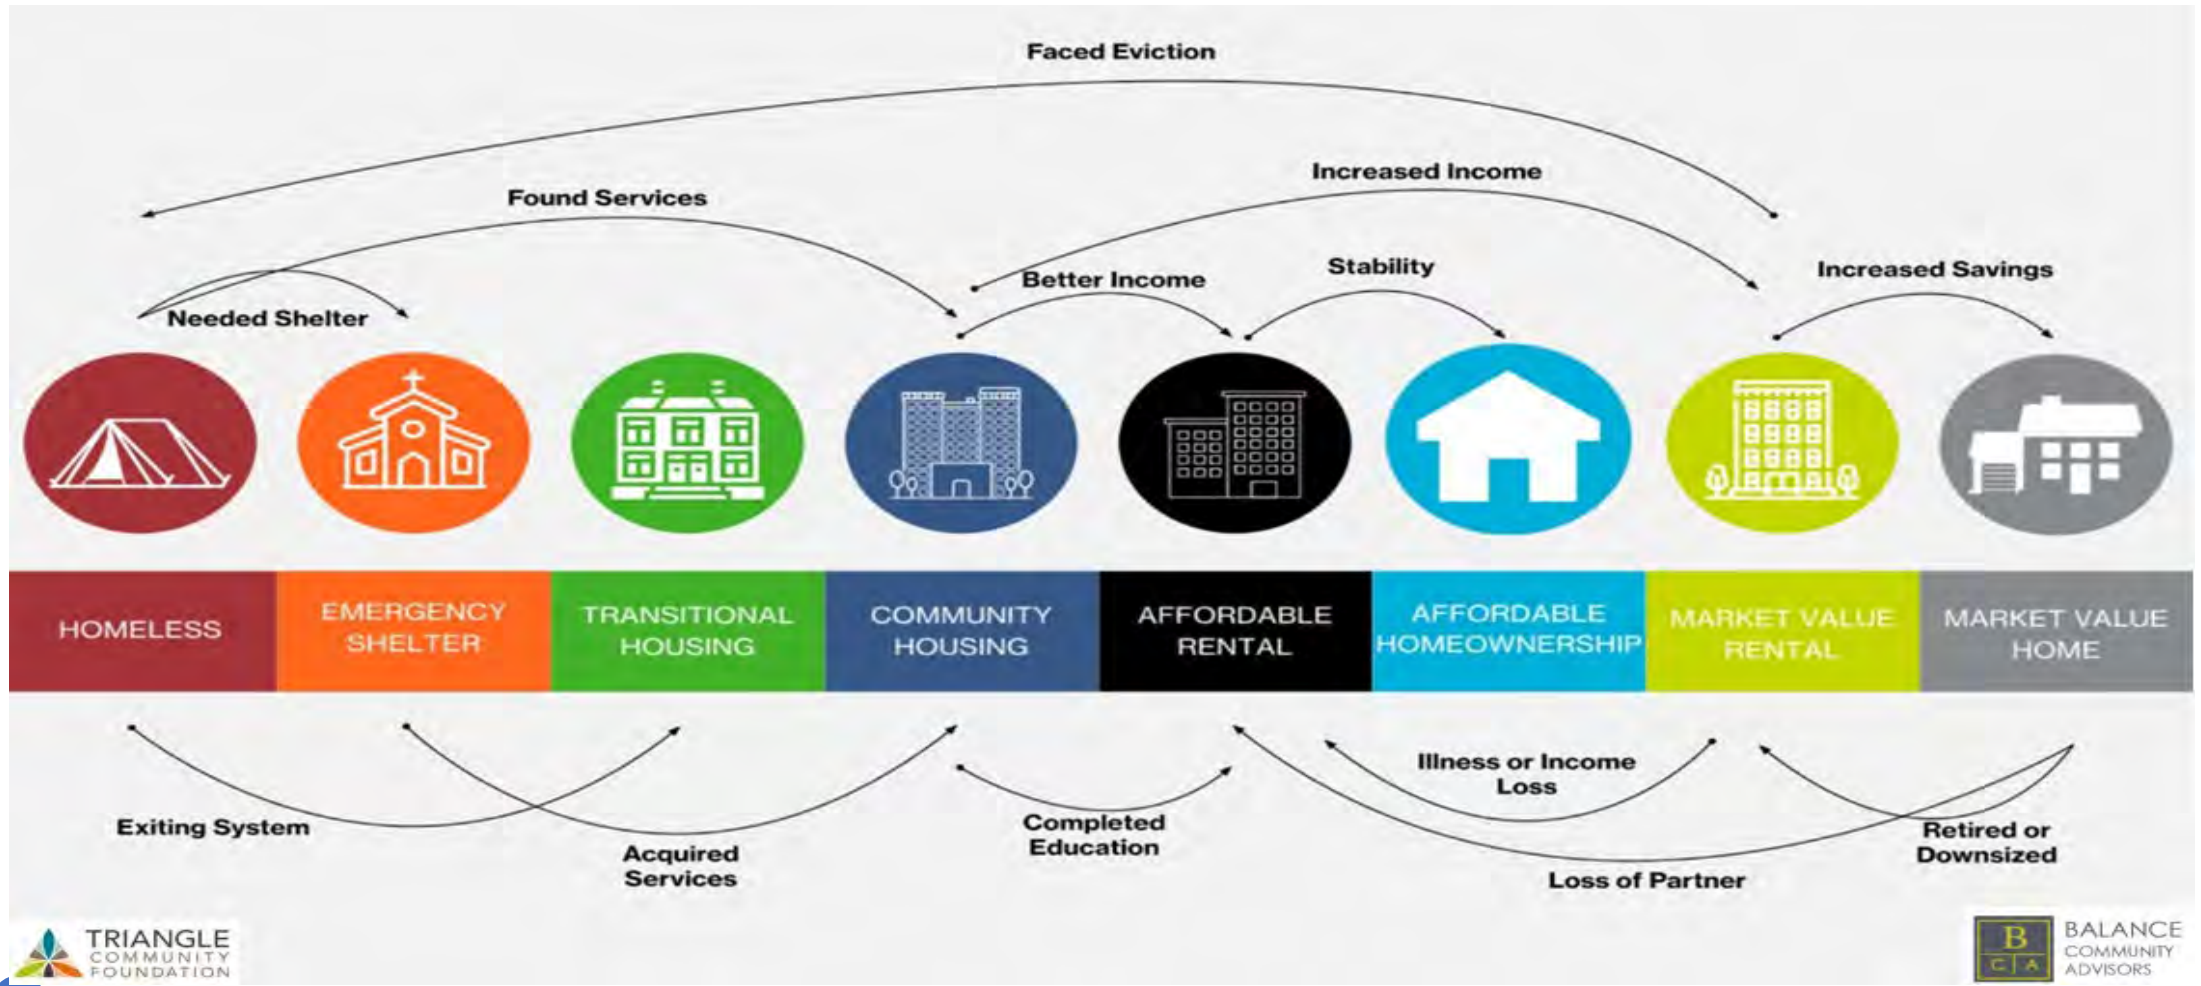 Faced Eviction
Increased Income
Found Services
Stability
Increased Savings
Better Income
Needed Shelter
HOMELESS
EMERGENCY
SHELTER
TRANSITIONAL
HOUSING
COMMUNITY
HOUSING
AFFORDABLE
RENTAL
AFFORDABLE
HOMEOWNERSHIP
MARKET VALUE
RENTAL
MARKET VALUE
HOME
Exiting System
Acquired
Services
Completed
Education
Illness or Income
Loss
Loss of Partner
Retired or
Downsized
TRIANGLE
COMMUNITY
FOUNDATION
B
C A
BALANCE
COMMUNITY
ADVISORS